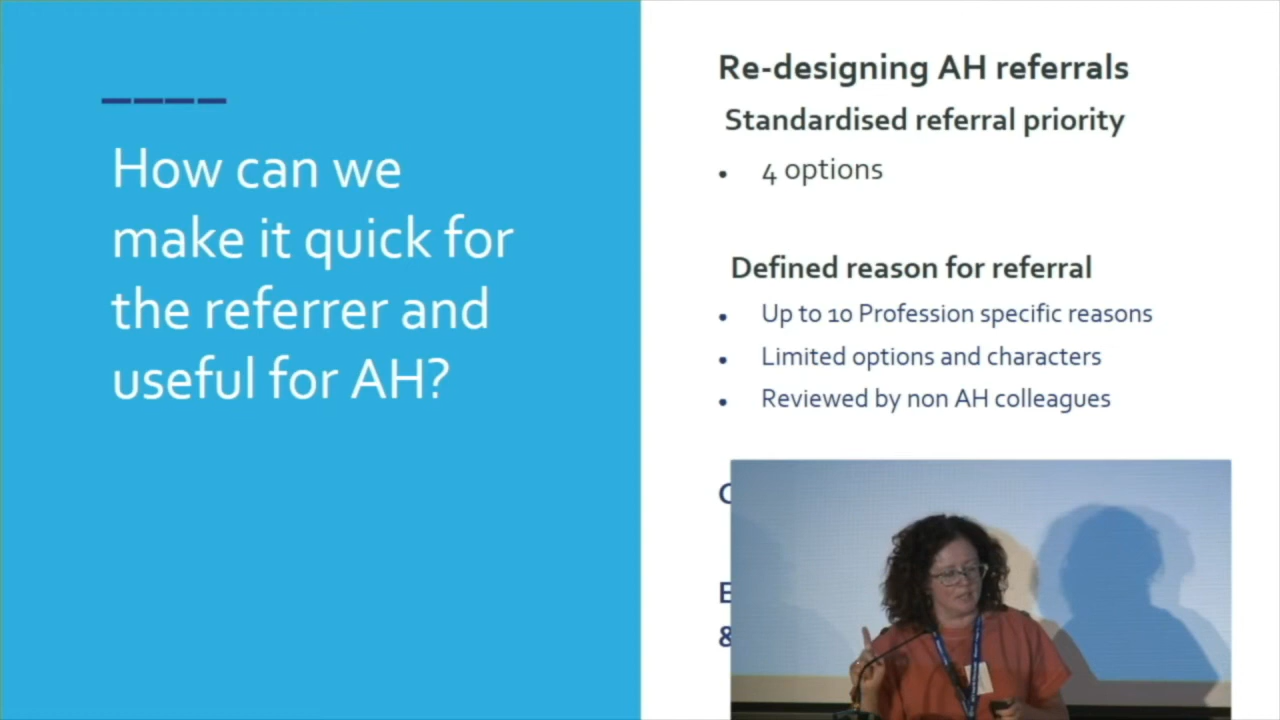 How can we
make it quick for
the referrer and
useful for AH?
Re-designing AH referrals
Standardised referral priority
• 4 options
Defined reason for referral
• Up to 10 Profession specific reasons
• Limited options and characters
• Reviewed by non AH colleagues
&